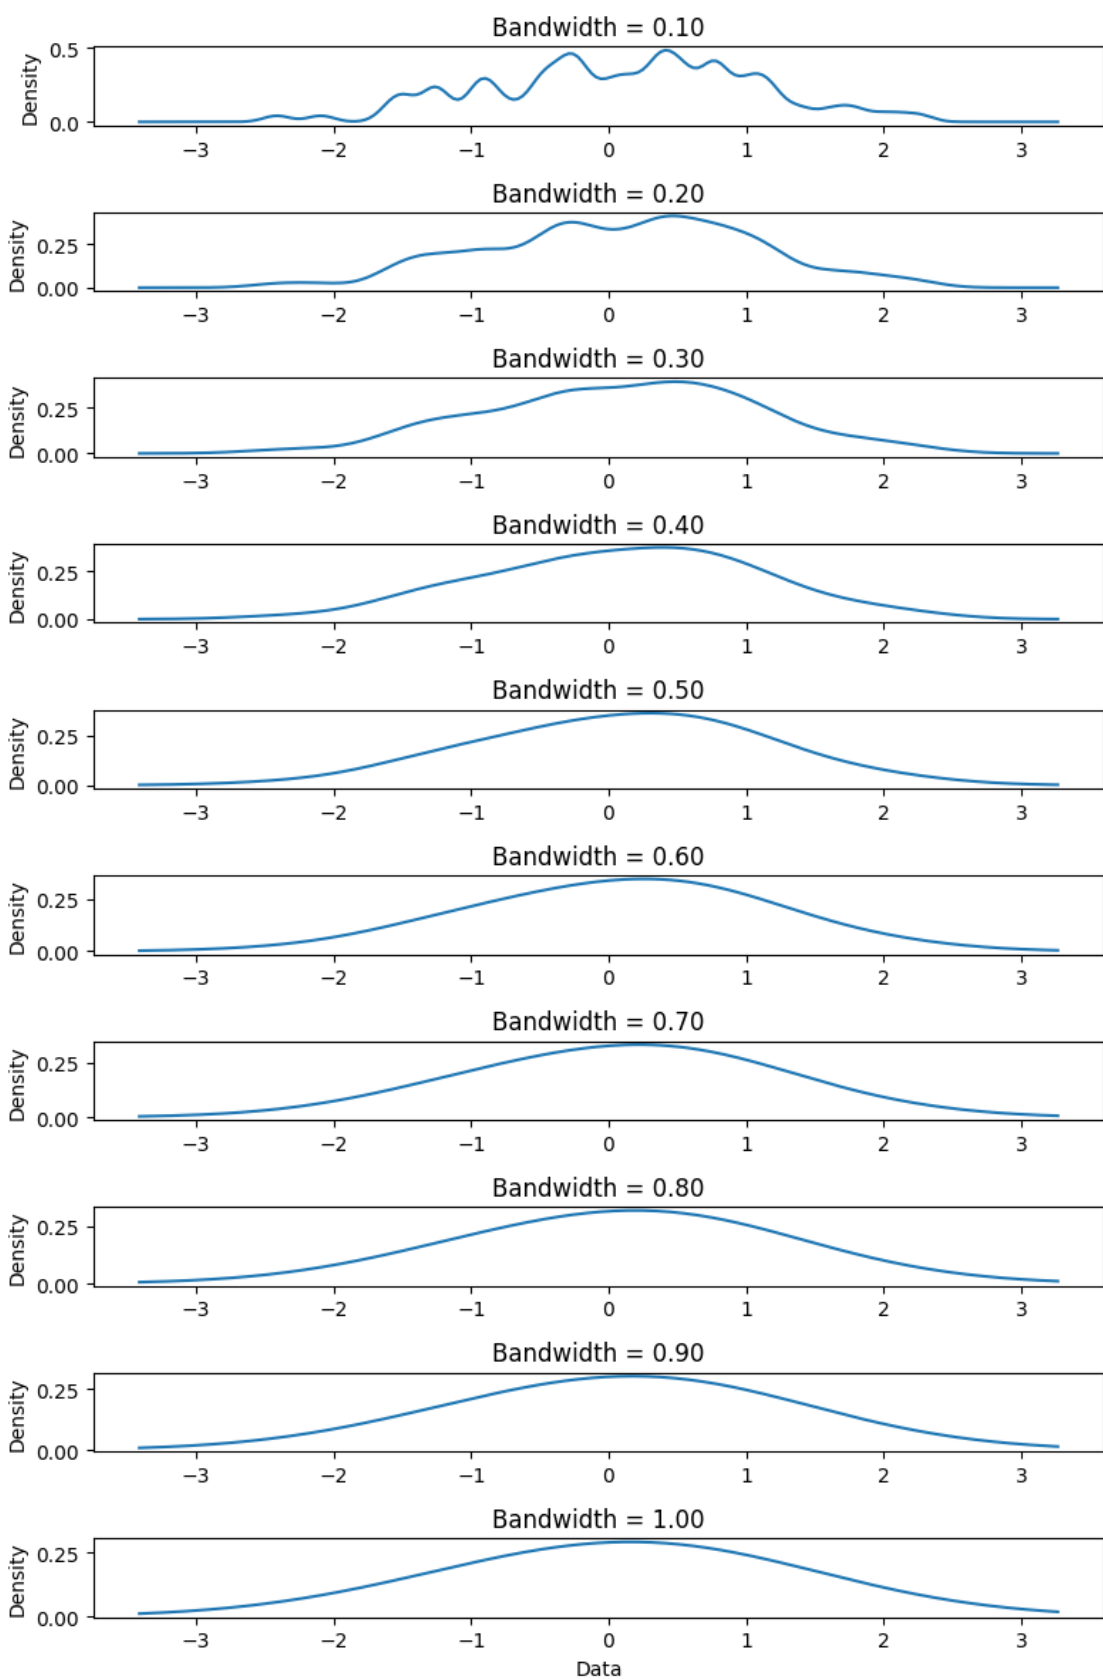 Bandwidth = 0.10
Density
0.5
0.0
−3 −2 −1 0 1 2 3
Bandwidth = 0.20
Density
0.25
0.00
−3 −2 −1 0 1 2 3
Bandwidth = 0.30
Density
0.25
0.00
−3 −2 −1 0 1 2 3
Bandwidth = 0.40
Density
0.25
0.00
−3 −2 −1 0 1 2 3
Bandwidth = 0.50
Density
0.25
0.00
−3 −2 −1 0 1 2 3
Bandwidth = 0.60
Density
0.25
0.00
−3 −2 −1 0 1 2 3
Bandwidth = 0.70
Density
0.25
0.00
−3 −2 −1 0 1 2 3
Bandwidth = 0.80
Density
0.25
0.00
−3 −2 −1 0 1 2 3
Bandwidth = 0.90
Density
0.25
0.00
−3 −2 −1 0 1 2 3
Bandwidth = 1.00
Density
0.25
0.00
−3 −2 −1 0 1 2 3
Data